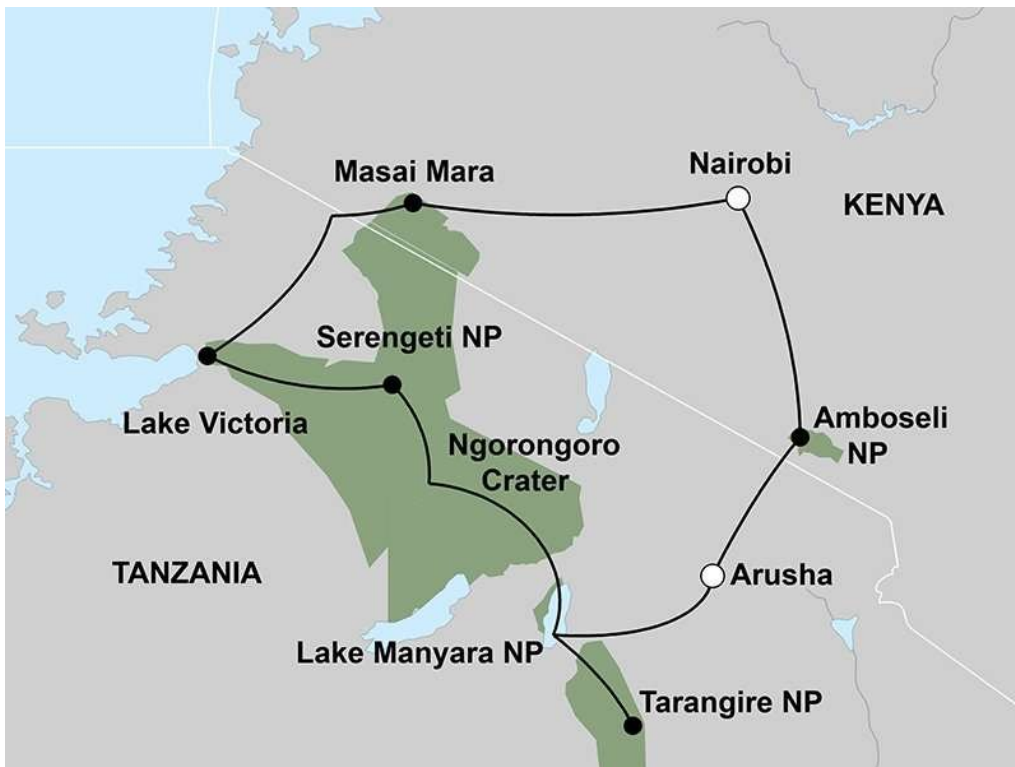 Masai Mara
Nairobi
KENYA
Serengeti NP
Lake Victoria
Ngorongoro
Crater
Amboseli
NP
TANZANIA
Arusha
Lake Manyara NP
Tarangire NP